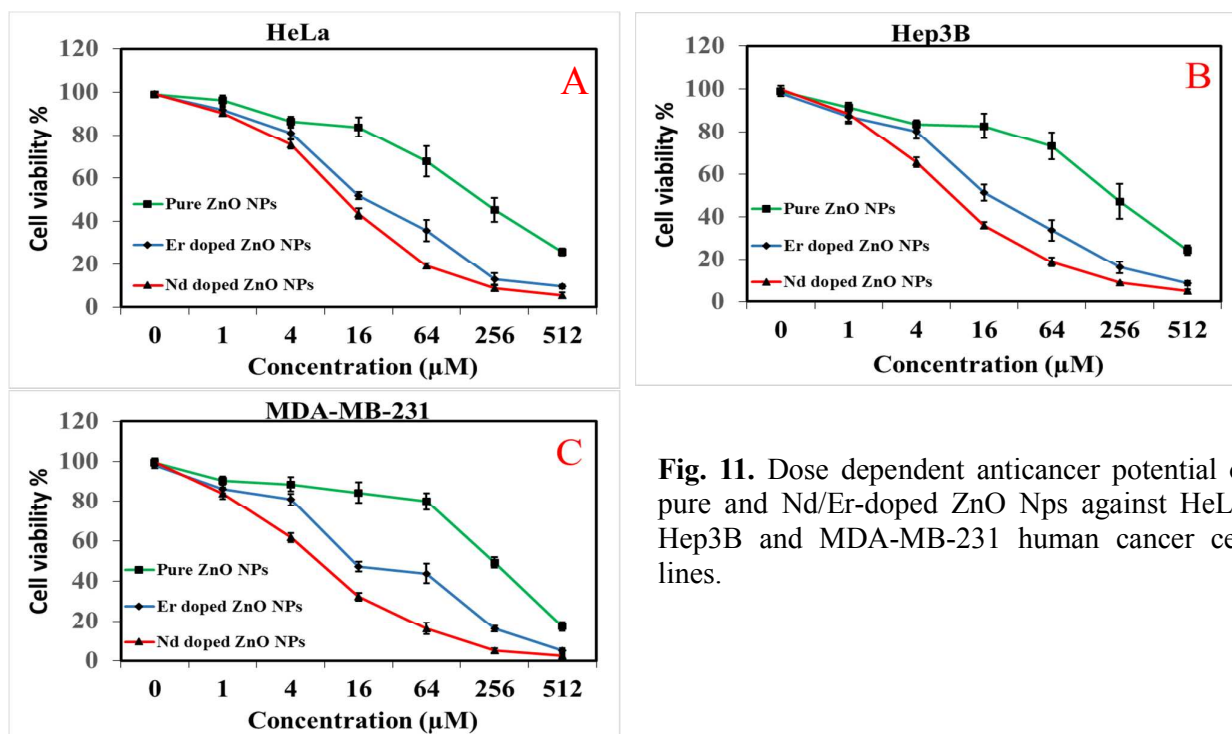 HeLa
A
120
100
80
60
40
20
0
Cell viability %
Pure ZnO NPs
Er doped ZnO NPs
Nd doped ZnO NPs
0 1 4 16 64 256 512
Concentration (µM)
Hep3B
B
120
100
80
60
40
20
0
Cell viability %
Pure ZnO NPs
Er doped ZnO NPs
Nd doped ZnO NPs
0 1 4 16 64 256 512
Concentration (µM)
MDA-MB-231
C
120
100
80
60
40
20
0
Cell viability %
Pure ZnO NPs
Er doped ZnO NPs
Nd doped ZnO NPs
0 1 4 16 64 256 512
Concentration (µM)
Fig. 11. Dose dependent anticancer potential
pure and Nd/Er-doped ZnO Nps against
Hep3B and MDA-MB-231 human cancer
lines.